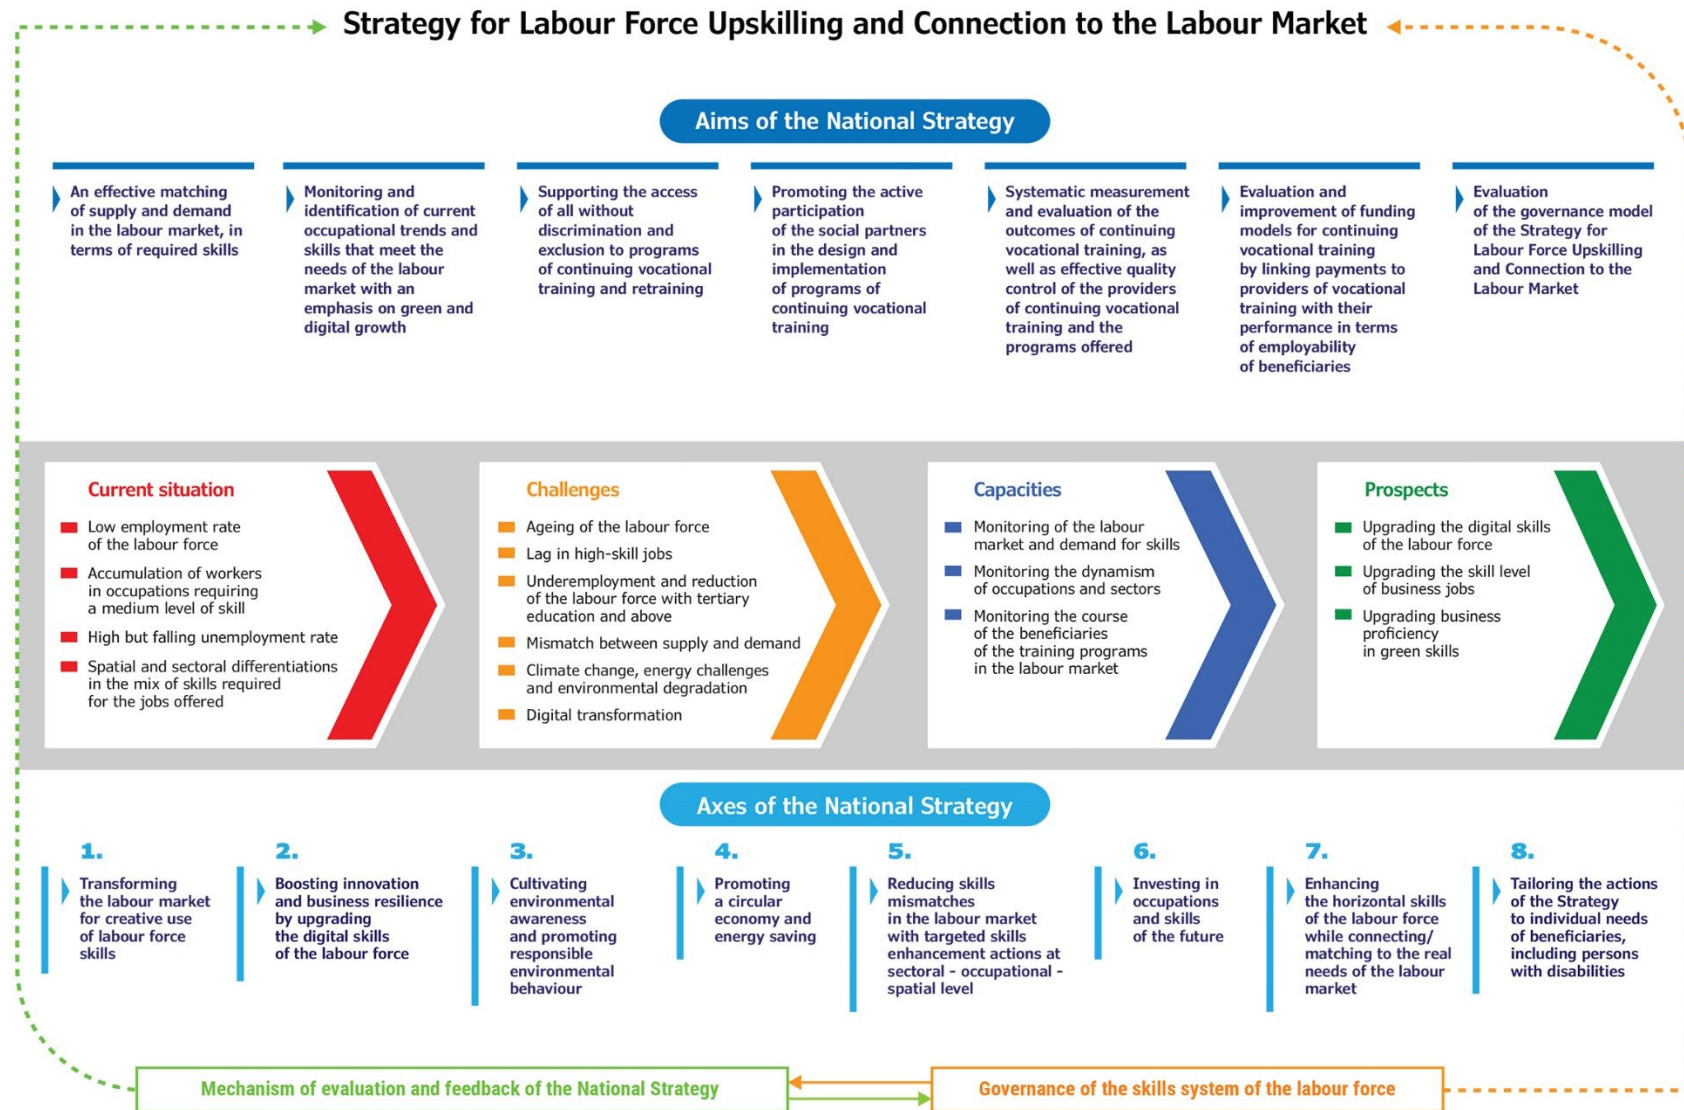 Strategy for Labour Force Upskilling and Connection to the Labour Market
Aims of the National Strategy
An effective matching
of supply and demand
in the labour market, in
terms of required skills
Monitoring and
identification of current
occupational trends and
skills that meet the
needs of the labour
market with an
emphasis on green and
digital growth
Supporting the access
of all without
discrimination and
exclusion to programs
of continuing vocational
training and retraining
Promoting the active
participation
of the social partners
in the design and
implementation
of programs of
continuing vocational
training
Systematic measurement
and evaluation of the
outcomes of continuing
vocational training, as
well as effective quality
control of the providers
of continuing vocational
training and the
programs offered
Evaluation and
improvement of funding
models for continuing
vocational training
by linking payments to
providers of vocational
training with their
performance in terms
of employability
of beneficiaries
Evaluation
of the governance model
of the Strategy for
Labour Force Upskilling
and Connection to the
Labour Market
Current situation
Low employment rate
of the labour force
Accumulation of workers
in occupations requiring
a medium level of skill
High but falling unemployment rate
Spatial and sectoral differentiations
in the mix of skills required
for the jobs offered
Challenges
Ageing of the labour force
Lag in high-skill jobs
Underemployment and reduction
of the labour force with tertiary
education and above
Mismatch between supply and demand
Climate change, energy challenges
and environmental degradation
Digital transformation
Capacities
Monitoring of the labour
market and demand for skills
Monitoring the dynamism
of occupations and sectors
Monitoring the course
of the beneficiaries
of the training programs
in the labour market
Prospects
Upgrading the digital skills
of the labour force
Upgrading the skill level
of business jobs
Upgrading business
proficiency
in green skills
Axes of the National Strategy
1.
Transforming
the labour market
for creative use
of labour force
skills
2.
Boosting innovation
and business resilience
by upgrading
the digital skills
of the labour force
3.
Cultivating
environmental
awareness
and promoting
responsible
environmental
behaviour
4.
Promoting
a circular
economy and
energy saving
5.
Reducing skills
mismatches
in the labour market
with targeted skills
enhancement actions at
sectoral - occupational -
spatial level
6.
Investing in
occupations
and skills
of the future
7.
Enhancing
the horizontal skills
of the labour force
while connecting/
matching to the real
needs of the labour
market
8.
Tailoring the actions
of the Strategy
to individual needs
of beneficiaries,
including persons
with disabilities
Mechanism of evaluation and feedback of the National Strategy
Governance of the skills system of the labour force